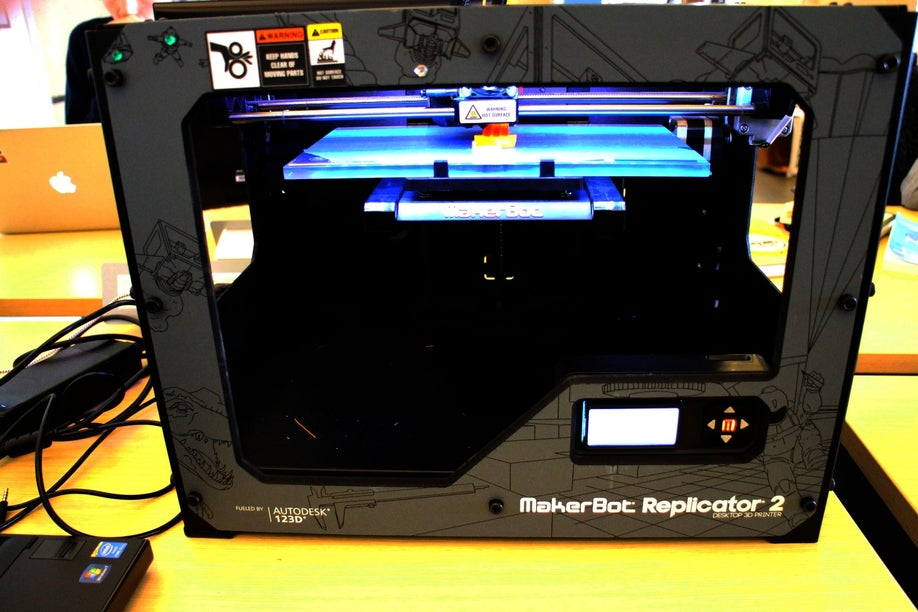 WARNING
KEEP HANDS
CLEAR OF
MOVING PARTS
CAUTION
HOT SURFACE
DO NOT TOUCH
WARNING
HOT SURFACE
MakerBot
M
FUELED BY
AUTODESK®
123D®
MakerBot Replicator 2
DESKTOP 3D PRINTER